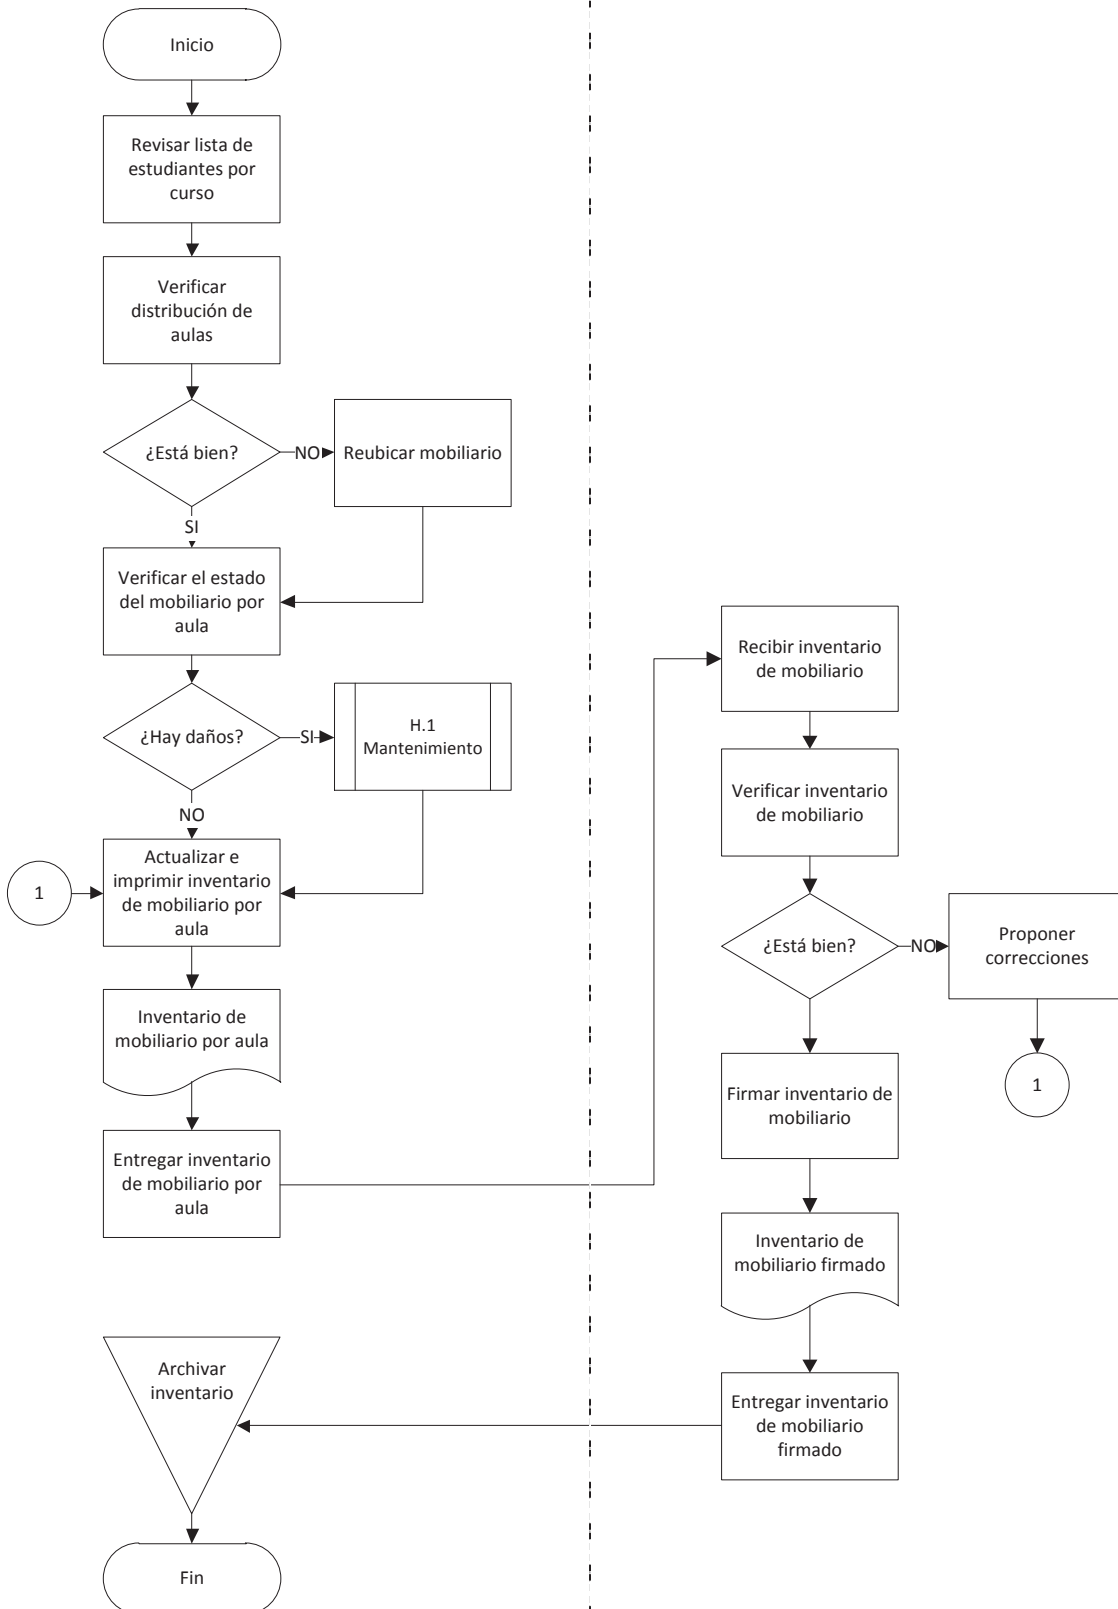 Inicio
Revisar lista de
estudiantes por
curso
Verificar
distribución de
aulas
¿Está bien?
NO
Reubicar mobiliario
SI
Verificar el estado
del mobiliario por
aula
¿Hay daños?
SI
H.1
Mantenimiento
NO
1
Actualizar e
imprimir inventario
de mobiliario por
aula
Inventario de
mobiliario por aula
Entregar inventario
de mobiliario por
aula
Recibir inventario
de mobiliario
Verificar inventario
de mobiliario
¿Está bien?
NO
Proponer
correcciones
1
Firmar inventario de
mobiliario
Inventario de
mobiliario firmado
Entregar inventario
de mobiliario
firmado
Archivar
inventario
Fin